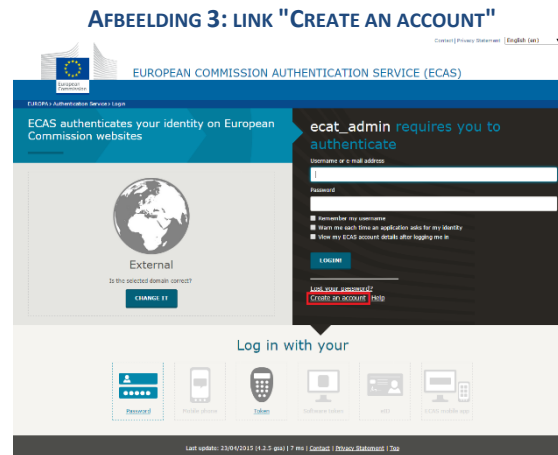 AFBEELDING 3: LINK "CREATE AN ACCOUNT"
Contact | Privacy Statement English (en)
European
Commission
EUROPEAN COMMISSION AUTHENTICATION SERVICE (ECAS)
EUROPA > Authentication Service > Login
ECAS authenticates your identity on European
Commission websites
ecat_admin requires you to
authenticate
Username or e-mail address
Password
Remember my username
Warn me each time an application asks for my identity
View my ECAS account details after logging me in
LOGIN!
Lost your password?
Create an account Help
External
Is the selected domain correct?
CHANGE IT
Log in with your
Password
Mobile phone
Token
Software token
eID
ECAS mobile app
Last update: 23/04/2015 (4.2.5-gsa) | 7 ms | Contact | Privacy Statement | Top